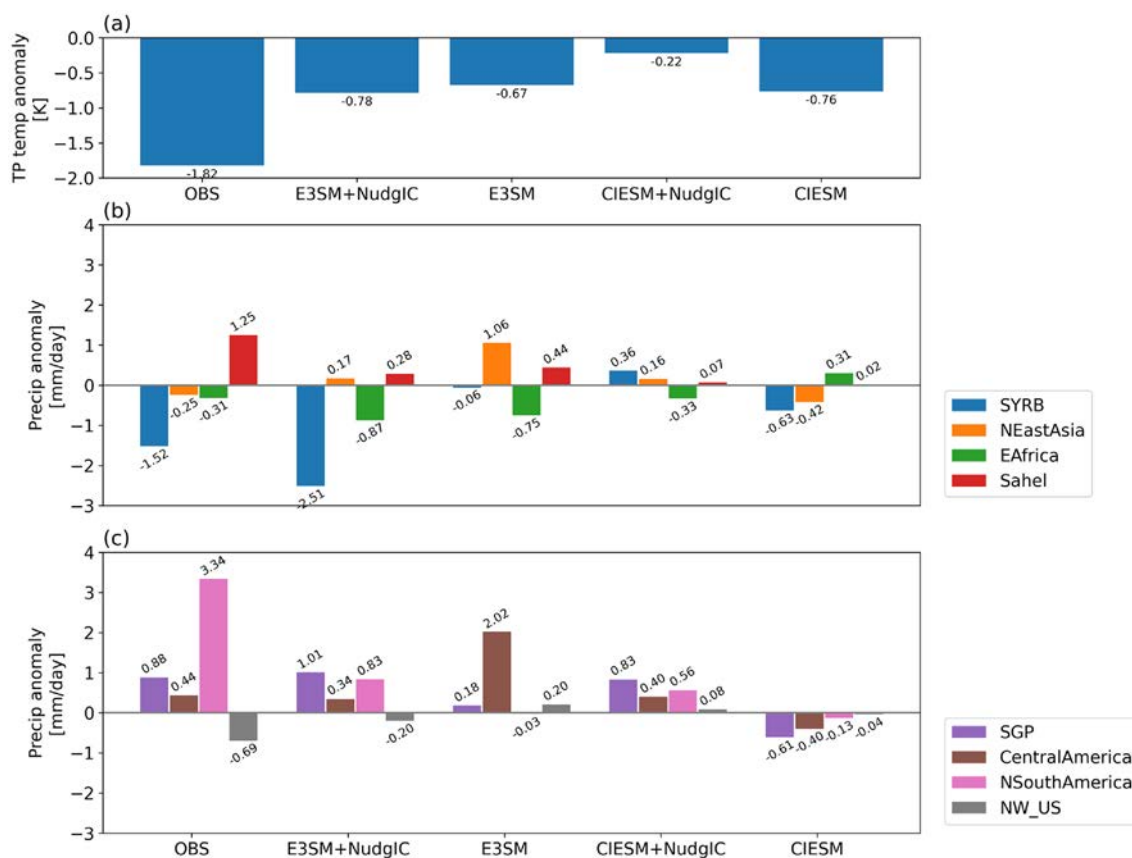 (a)
TP temp anomaly
[K]
0.0
−0.5
−1.0
−1.5
−2.0
-1.82
-0.78
-0.67
-0.22
-0.76
OBS E3SM+NudgIC E3SM CIESM+NudgIC CIESM
(b)
Precip anomaly
[mm/day]
4
3
2
1
0
−1
−2
−3
-1.52 -0.25 -0.31 1.25
-2.51 0.17 -0.87 0.28
-0.06 1.06 -0.75 0.44
0.36 0.16 -0.33 0.07
-0.63 -0.42 0.31 0.02
SYRB
NEastAsia
EAfrica
Sahel
(c)
Precip anomaly
[mm/day]
4
3
2
1
0
−1
−2
−3
0.88 0.44 3.34 -0.69
1.01 0.34 0.83 -0.20
0.18 2.02 -0.03 0.20
0.83 0.40 0.56 0.08
-0.61 -0.40 -0.13 -0.04
SGP
CentralAmerica
NSouthAmerica
NW_US
OBS E3SM+NudgIC E3SM CIESM+NudgIC CIESM